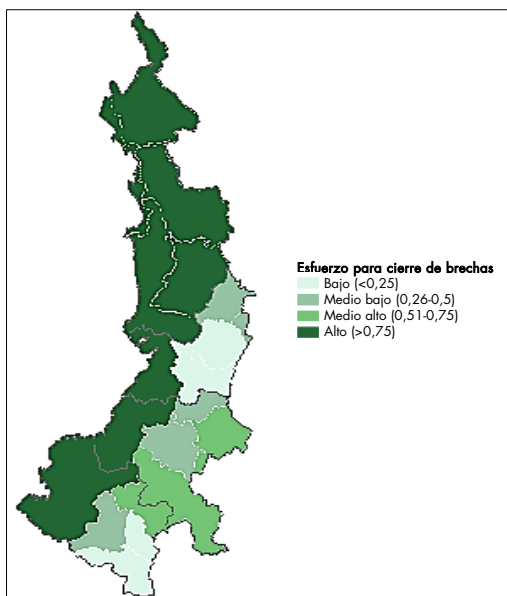 Esfuerzo para cierre de brechas
Bajo (<0,25)
Medio bajo (0,26-0,5)
Medio alto (0,51-0,75)
Alto (>0,75)